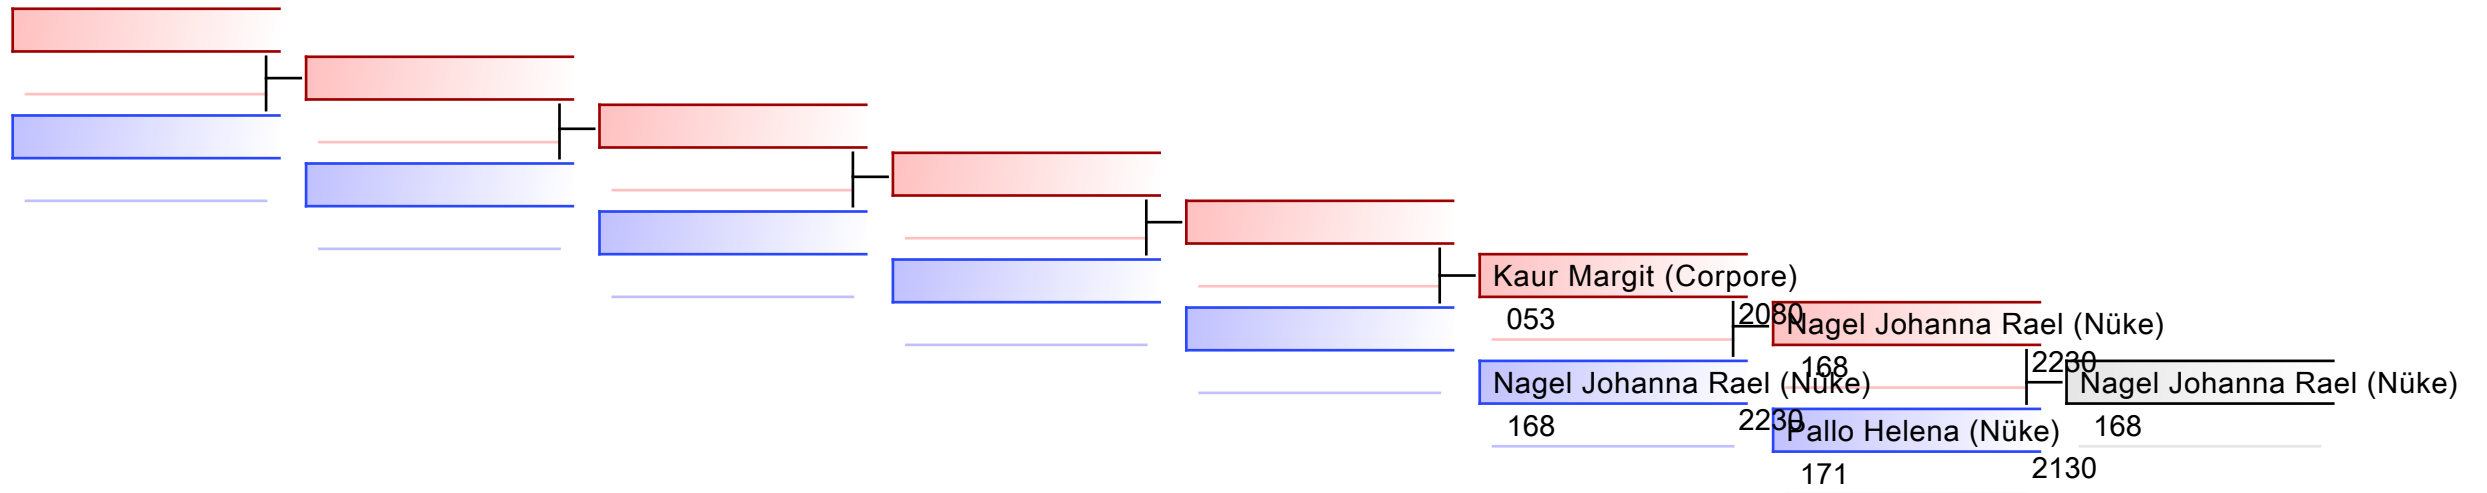 Kaur Margit (Corpore)
053 2080
Nagel Johanna Rael (Nüke)
168 2230
Nagel Johanna Rael (Nüke)
168 2230
Pallo Helena (Nüke)
171 2130
Nagel Johanna Rael (Nüke)
168